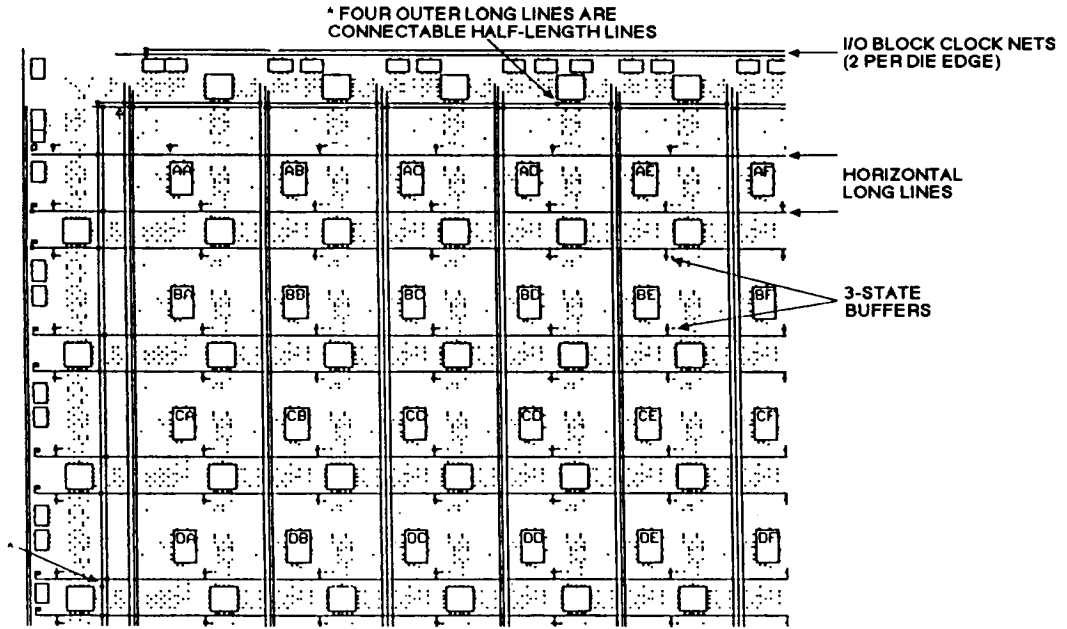 * FOUR OUTER LONG LINES ARE
CONNECTABLE HALF-LENGTH LINES
I/O BLOCK CLOCK NETS
(2 PER DIE EDGE)
AA AB AC AD AE AF
HORIZONTAL
LONG LINES
BA BB BC BD BE BF
3-STATE
BUFFERS
CA CB CC CD CE CF
DA DB DC DD DE DF
*